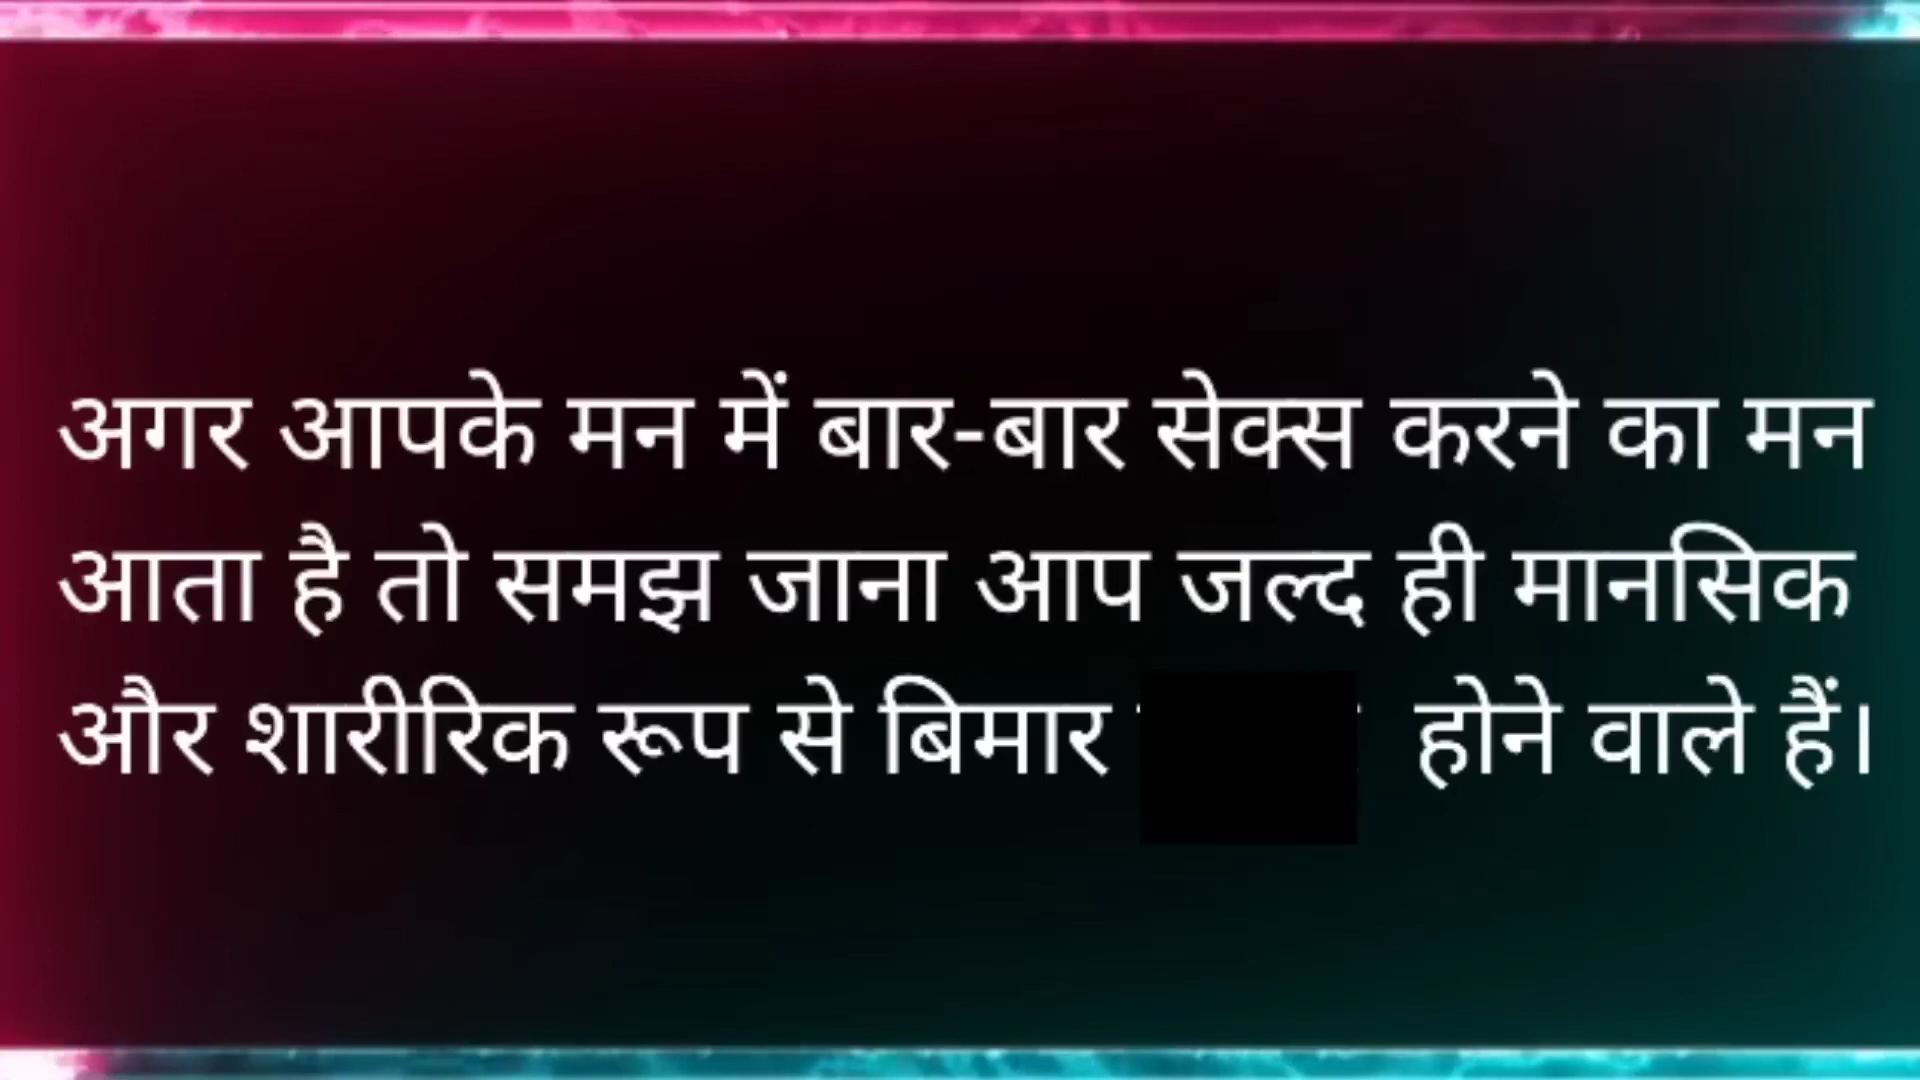 अगर आपके मन में बार-बार सेक्स करने का मन
आता है तो समझ जाना आप जल्द ही मानसिक
और शारीरिक रूप से बिमार होने वाले हैं।